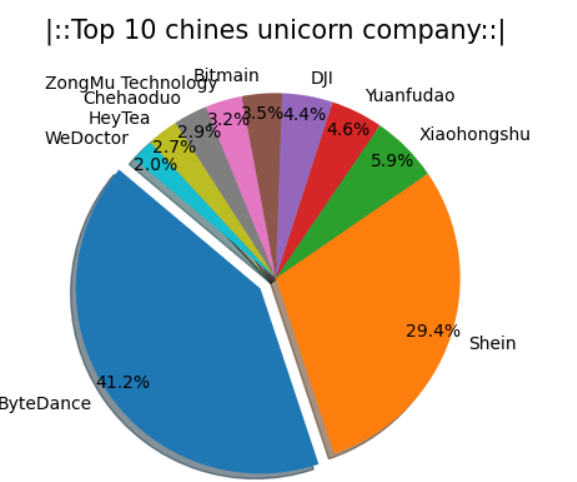 |::Top 10 chines unicorn company::|
ZongMu Technology
Bitmain
DJI
Chehaoduo
Yuanfudao
HeyTea
WeDoctor
Xiaohongshu
2.0%
2.7%
2.9%
3.2%
3.5%
4.4%
4.6%
5.9%
29.4%
Shein
41.2%
ByteDance